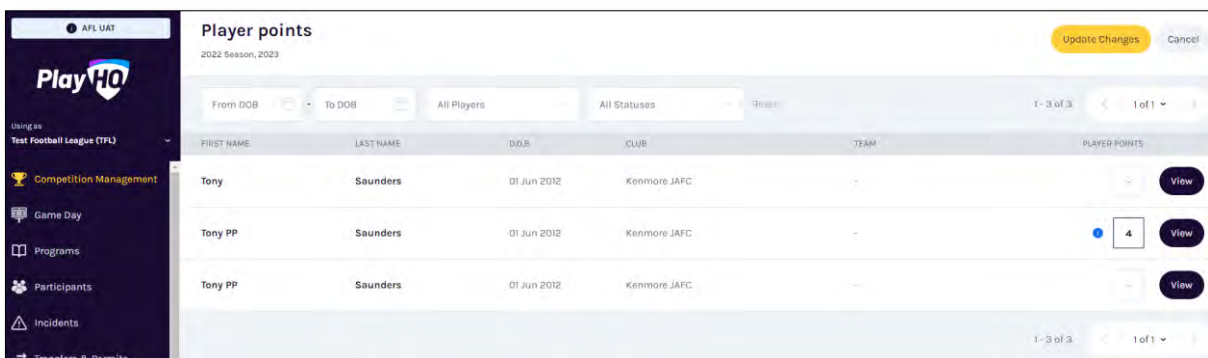 AFL UAT
PlayHQ
Using as
Test Football League (TFL)
Competition Management
Game Day
Programs
Participants
Incidents
Transfers & Permits
Player points
2022 Season, 2023
Update Changes Cancel
From DOB - To DOB All Players All Statuses Reset 1 - 3 of 3 1 of 1
FIRST NAME LAST NAME D.O.B CLUB TEAM PLAYER POINTS
Tony Saunders 01 Jun 2012 Kenmore JAFC - - View
Tony PP Saunders 01 Jun 2012 Kenmore JAFC - 4 View
Tony PP Saunders 01 Jun 2012 Kenmore JAFC - - View
1 - 3 of 3 1 of 1